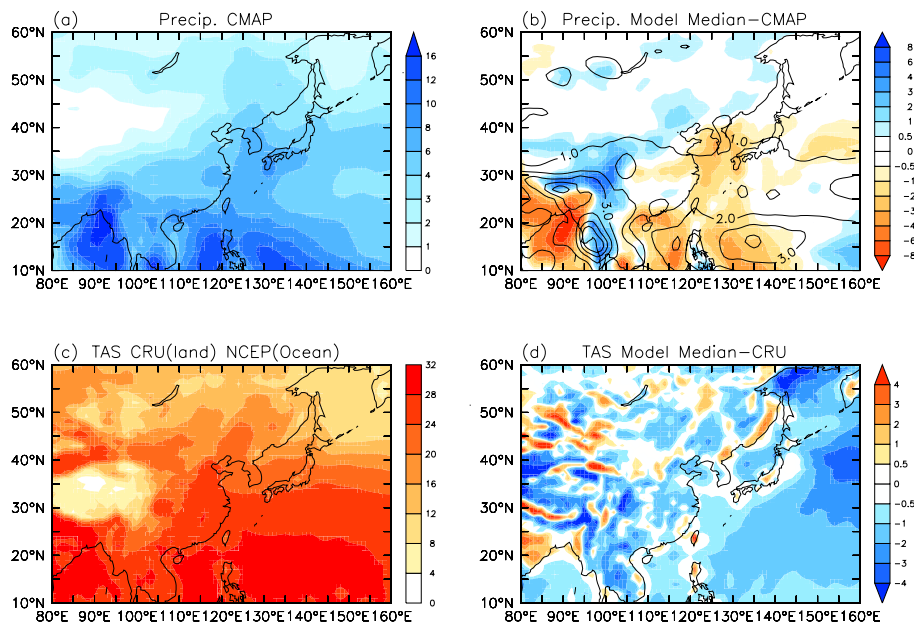 (a) Precip. CMAP
60°N
50°N
40°N
30°N
20°N
10°N
80°E 90°E 100°E 110°E 120°E 130°E 140°E 150°E 160°E
16
12
10
8
6
4
3
2
1
0
(b) Precip. Model Median-CMAP
60°N
50°N
40°N
30°N
20°N
10°N
80°E 90°E 100°E 110°E 120°E 130°E 140°E 150°E 160°E
1.0
1.0
3.0
2.0
3.0
8
6
4
3
2
1
0.5
0
-0.5
-1
-2
-3
-4
-6
-8
(c) TAS CRU(land) NCEP(Ocean)
60°N
50°N
40°N
30°N
20°N
10°N
80°E 90°E 100°E 110°E 120°E 130°E 140°E 150°E 160°E
32
28
24
20
16
12
8
4
0
(d) TAS Model Median-CRU
60°N
50°N
40°N
30°N
20°N
10°N
80°E 90°E 100°E 110°E 120°E 130°E 140°E 150°E 160°E
4
3
2
1
0.5
0
-0.5
-1
-2
-3
-4